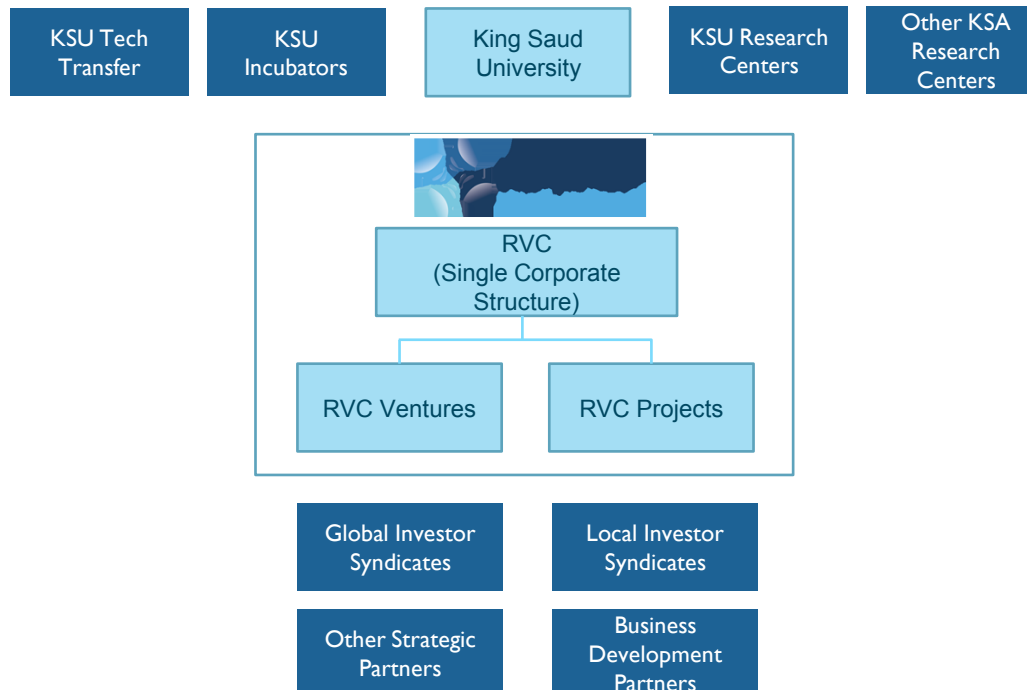 KSU Tech
Transfer
KSU
Incubators
King Saud
University
KSU Research
Centers
Other KSA
Research
Centers
RVC
(Single Corporate
Structure)
RVC Ventures
RVC Projects
Global Investor
Syndicates
Local Investor
Syndicates
Other Strategic
Partners
Business
Development
Partners